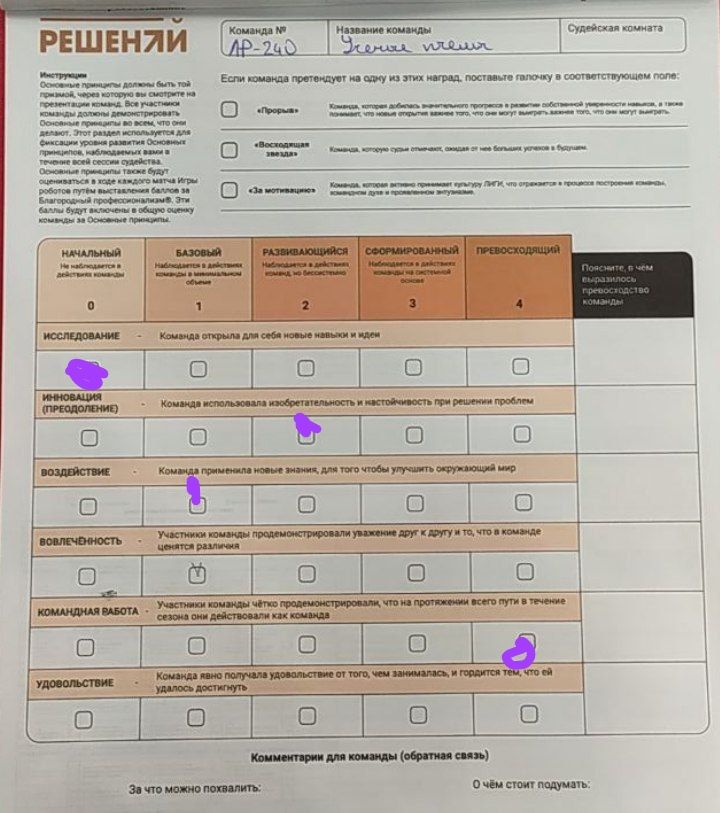 РЕШЕНИЙ
Команда №
ЛР-240
Название команды
Судейская комната
Инструкции
Основные принципы должны быть той
призмой, через которую вы смотрите на
презентации команд. Все участники
команды должны демонстрировать
Основные принципы во всем, что они
делают. Этот раздел используется для
фиксации уровня развития Основных
принципов, наблюдаемых вами в
течение всей сессии судейства.
Основные принципы также будут
оцениваться в ходе каждого матча Игры
роботов путём выставления баллов за
Благородный профессионализм®. Эти
баллы будут включены в общую оценку
команды за Основные принципы.
Если команда претендует на одну из этих наград, поставьте галочку в соответствующем поле:
«Прорыв»
Команда, которая добилась значительного прогресса в развитии собственной уверенности навыков, а также
понимает, что новые открытия важнее того, что они могут выиграть.важнее того, что они могут выиграть.
«Восходящая
звезда»
Команда, которую судьи отмечают, ожидая от нее больших успехов в будущем.
«За мотивацию»
Команда, которая активно принимает культуру ЛИГИ, что отражается в процессе построения команды,
командном духе и проявленном энтузиазме.
НАЧАЛЬНЫЙ
Не наблюдается в
действиях команды
0
БАЗОВЫЙ
Наблюдается в действиях
команды в минимальном
объеме
1
РАЗВИВАЮЩИЙСЯ
Наблюдается в действиях
команд, но бессистемно
2
СФОРМИРОВАННЫЙ
Наблюдается в действиях
команды на системной
основе
3
ПРЕВОСХОДЯЩИЙ
4
Поясните, в чём
выразилось
превосходство
команды
ИССЛЕДОВАНИЕ - Команда открыла для себя новые навыки и идеи
ИННОВАЦИЯ
(ПРЕОДОЛЕНИЕ) - Команда использовала изобретательность и настойчивость при решении проблем
ВОЗДЕЙСТВИЕ - Команда применила новые знания, для того чтобы улучшить окружающий мир
ВОВЛЕЧЁННОСТЬ - Участники команды продемонстрировали уважение друг к другу и то, что в команде
ценятся различия
КОМАНДНАЯ РАБОТА - Участники команды чётко продемонстрировали, что на протяжении всего пути в течение
сезона они действовали как команда
УДОВОЛЬСТВИЕ - Команда явно получала удовольствие от того, чем занималась, и гордится тем, что ей
удалось достигнуть
Комментарии для команды (обратная связь)
За что можно похвалить:
О чём стоит подумать: